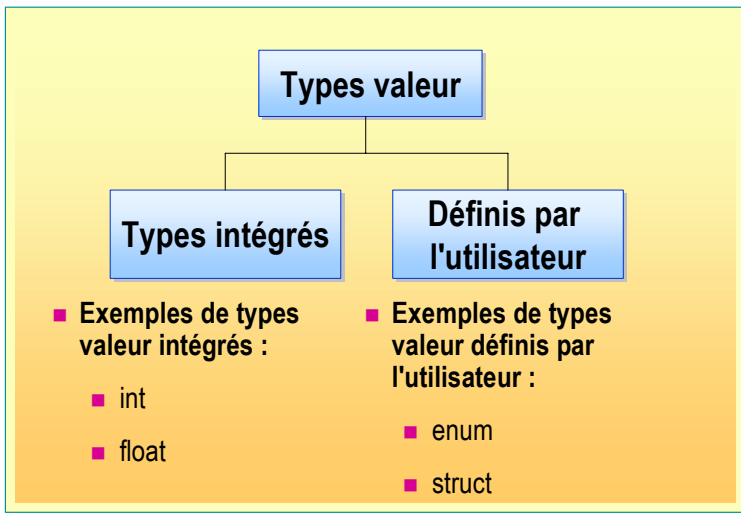 Types valeur
Types intégrés
Définis par
l'utilisateur
■ Exemples de types
valeur intégrés :
■ int
■ float
■ Exemples de types
valeur définis par
l'utilisateur :
■ enum
■ struct